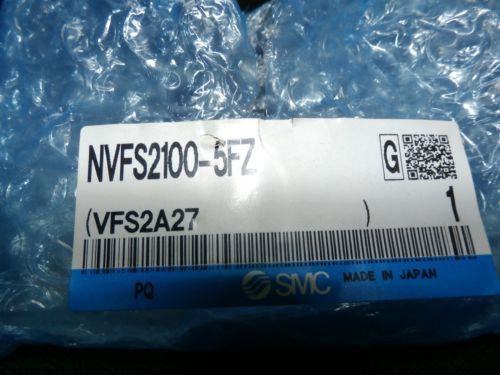 NVFS2100-5FZ G
(VFS2A27 ) 1
PQ SMC MADE IN JAPAN